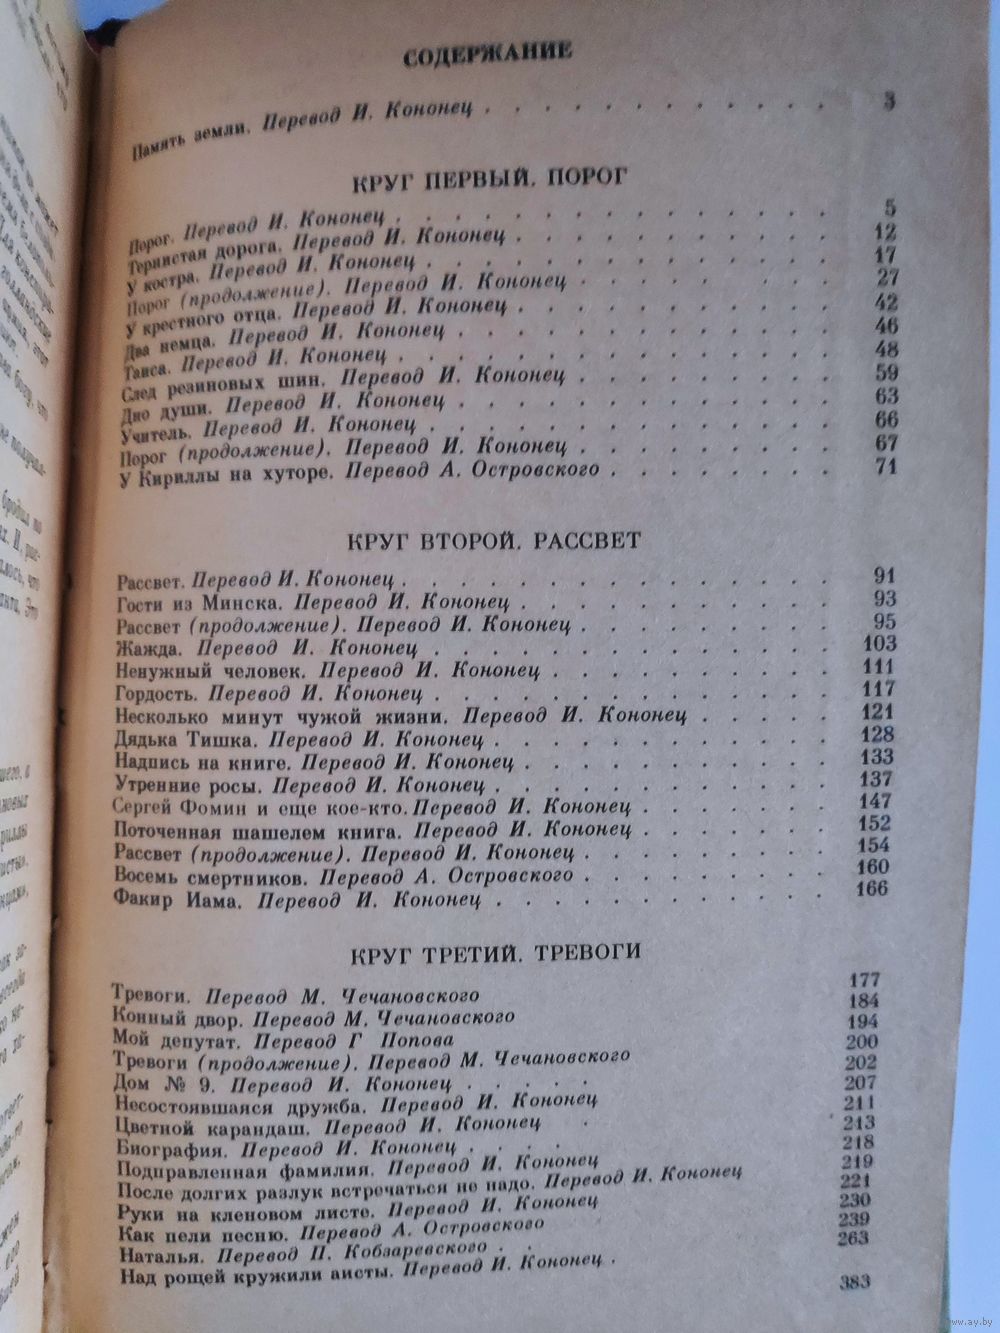 СОДЕРЖАНИЕ
Память земли. Перевод И. Кононец . . . . . . . . . . . . 3
КРУГ ПЕРВЫЙ. ПОРОГ
Порог. Перевод И. Кононец . . . . . . . . . . . . . . . 5
Тернистая дорога. Перевод И. Кононец . . . . . . . . . . . 12
У костра. Перевод И. Кононец . . . . . . . . . . . . . . 17
Порог (продолжение). Перевод И. Кононец . . . . . . . . 27
У крестного отца. Перевод И. Кононец . . . . . . . . . . . 42
Два немца. Перевод И. Кононец . . . . . . . . . . . . . 46
Таиса. Перевод И. Кононец . . . . . . . . . . . . . . . 48
След резиновых шин. Перевод И. Кононец . . . . . . . . . 59
Дно души. Перевод И. Кононец . . . . . . . . . . . . . 63
Учитель. Перевод И. Кононец . . . . . . . . . . . . . . 66
Порог (продолжение). Перевод И. Кононец . . . . . . . . . 67
У Кириллы на хуторе. Перевод А. Островского . . . . . . . . 71
КРУГ ВТОРОЙ. РАССВЕТ
Рассвет. Перевод И. Кононец . . . . . . . . . . . . . . . 91
Гости из Минска. Перевод И. Кононец . . . . . . . . . . . 93
Рассвет (продолжение). Перевод И. Кононец . . . . . . . . . 95
Жажда. Перевод И. Кононец . . . . . . . . . . . . . . 103
Ненужный человек. Перевод И. Кононец . . . . . . . . . . 111
Гордость. Перевод И. Кононец . . . . . . . . . . . . . . 117
Несколько минут чужой жизни. Перевод И. Кононец . . . . . 121
Дядька Тишка. Перевод И. Кононец . . . . . . . . . . . . 128
Надпись на книге. Перевод И. Кононец . . . . . . . . . . . 133
Утренние росы. Перевод И. Кононец . . . . . . . . . . . . 137
Сергей Фомин и еще кое-кто. Перевод И. Кононец . . . . . . . 147
Поточенная шашелем книга. Перевод И. Кононец . . . . . . . 152
Рассвет (продолжение). Перевод И. Кононец . . . . . . . . . 154
Восемь смертников. Перевод А. Островского . . . . . . . . . 160
Факир Иама. Перевод И. Кононец . . . . . . . . . . . . 166
КРУГ ТРЕТИЙ. ТРЕВОГИ
Тревоги. Перевод М. Чечановского 177
Конный двор. Перевод М. Чечановского 184
Мой депутат. Перевод Г Попова 194
Тревоги (продолжение). Перевод М. Чечановского 200
Дом № 9. Перевод И. Кононец . . . . . 202
Несостоявшаяся дружба. Перевод И. Кононец 207
Цветной карандаш. Перевод И. Кононец . 211
Биография. Перевод И. Кононец . . . . 213
Подправленная фамилия. Перевод И. Кононец 218
После долгих разлук встречаться не надо. Перевод И. Кононец 219
Руки на кленовом листе. Перевод И. Кононец 221
Как пели песню. Перевод А. Островского 230
Наталья. Перевод П. Кобзаревского . . 239
Над рощей кружили аисты. Перевод И. Кононец . 263
383
www.ay.by